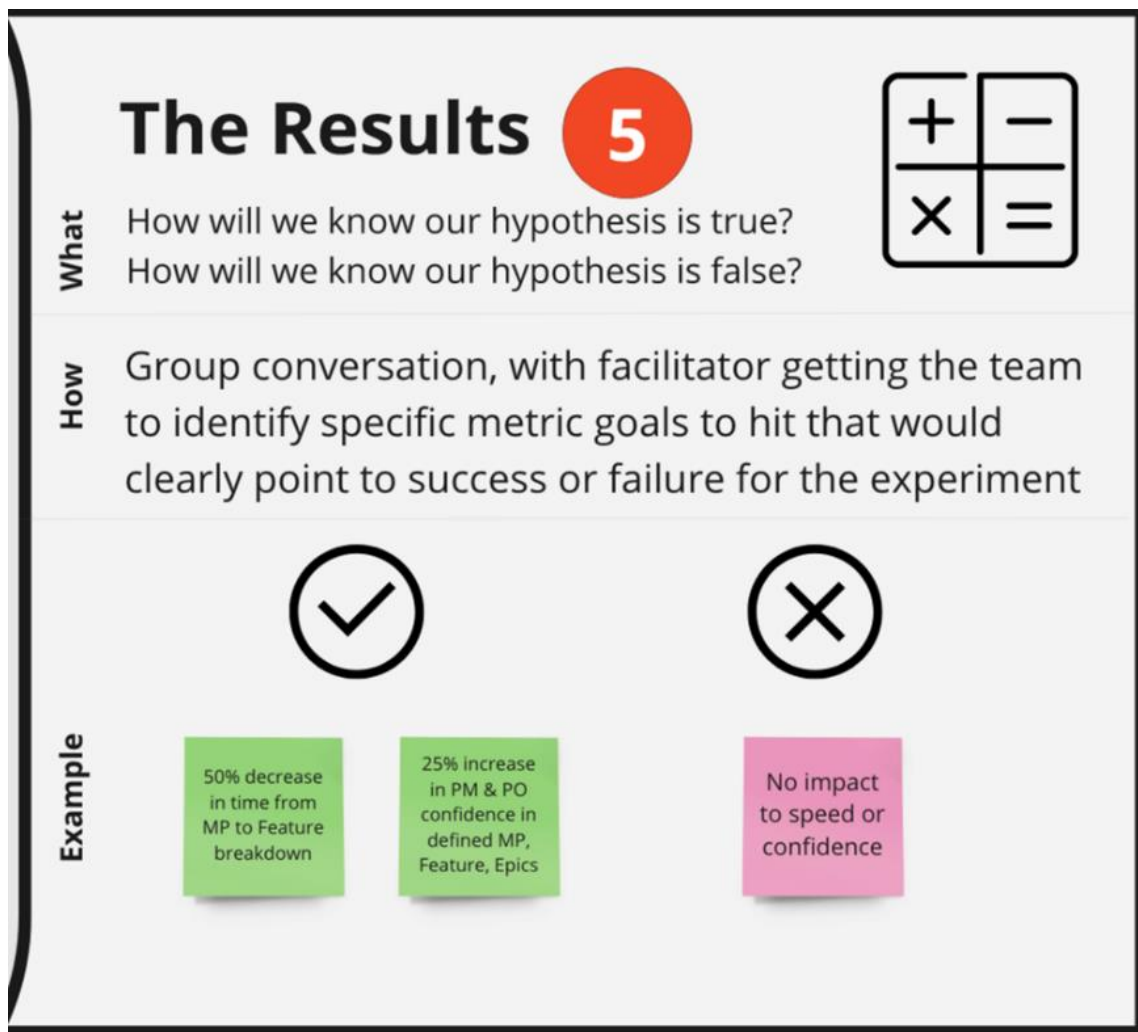 The Results
5
What
How will we know our hypothesis is true?
How will we know our hypothesis is false?
How
Group conversation, with facilitator getting the team
to identify specific metric goals to hit that would
clearly point to success or failure for the experiment
Example
50% decrease
in time from
MP to Feature
breakdown
25% increase
in PM & PO
confidence in
defined MP,
Feature, Epics
No impact
to speed or
confidence